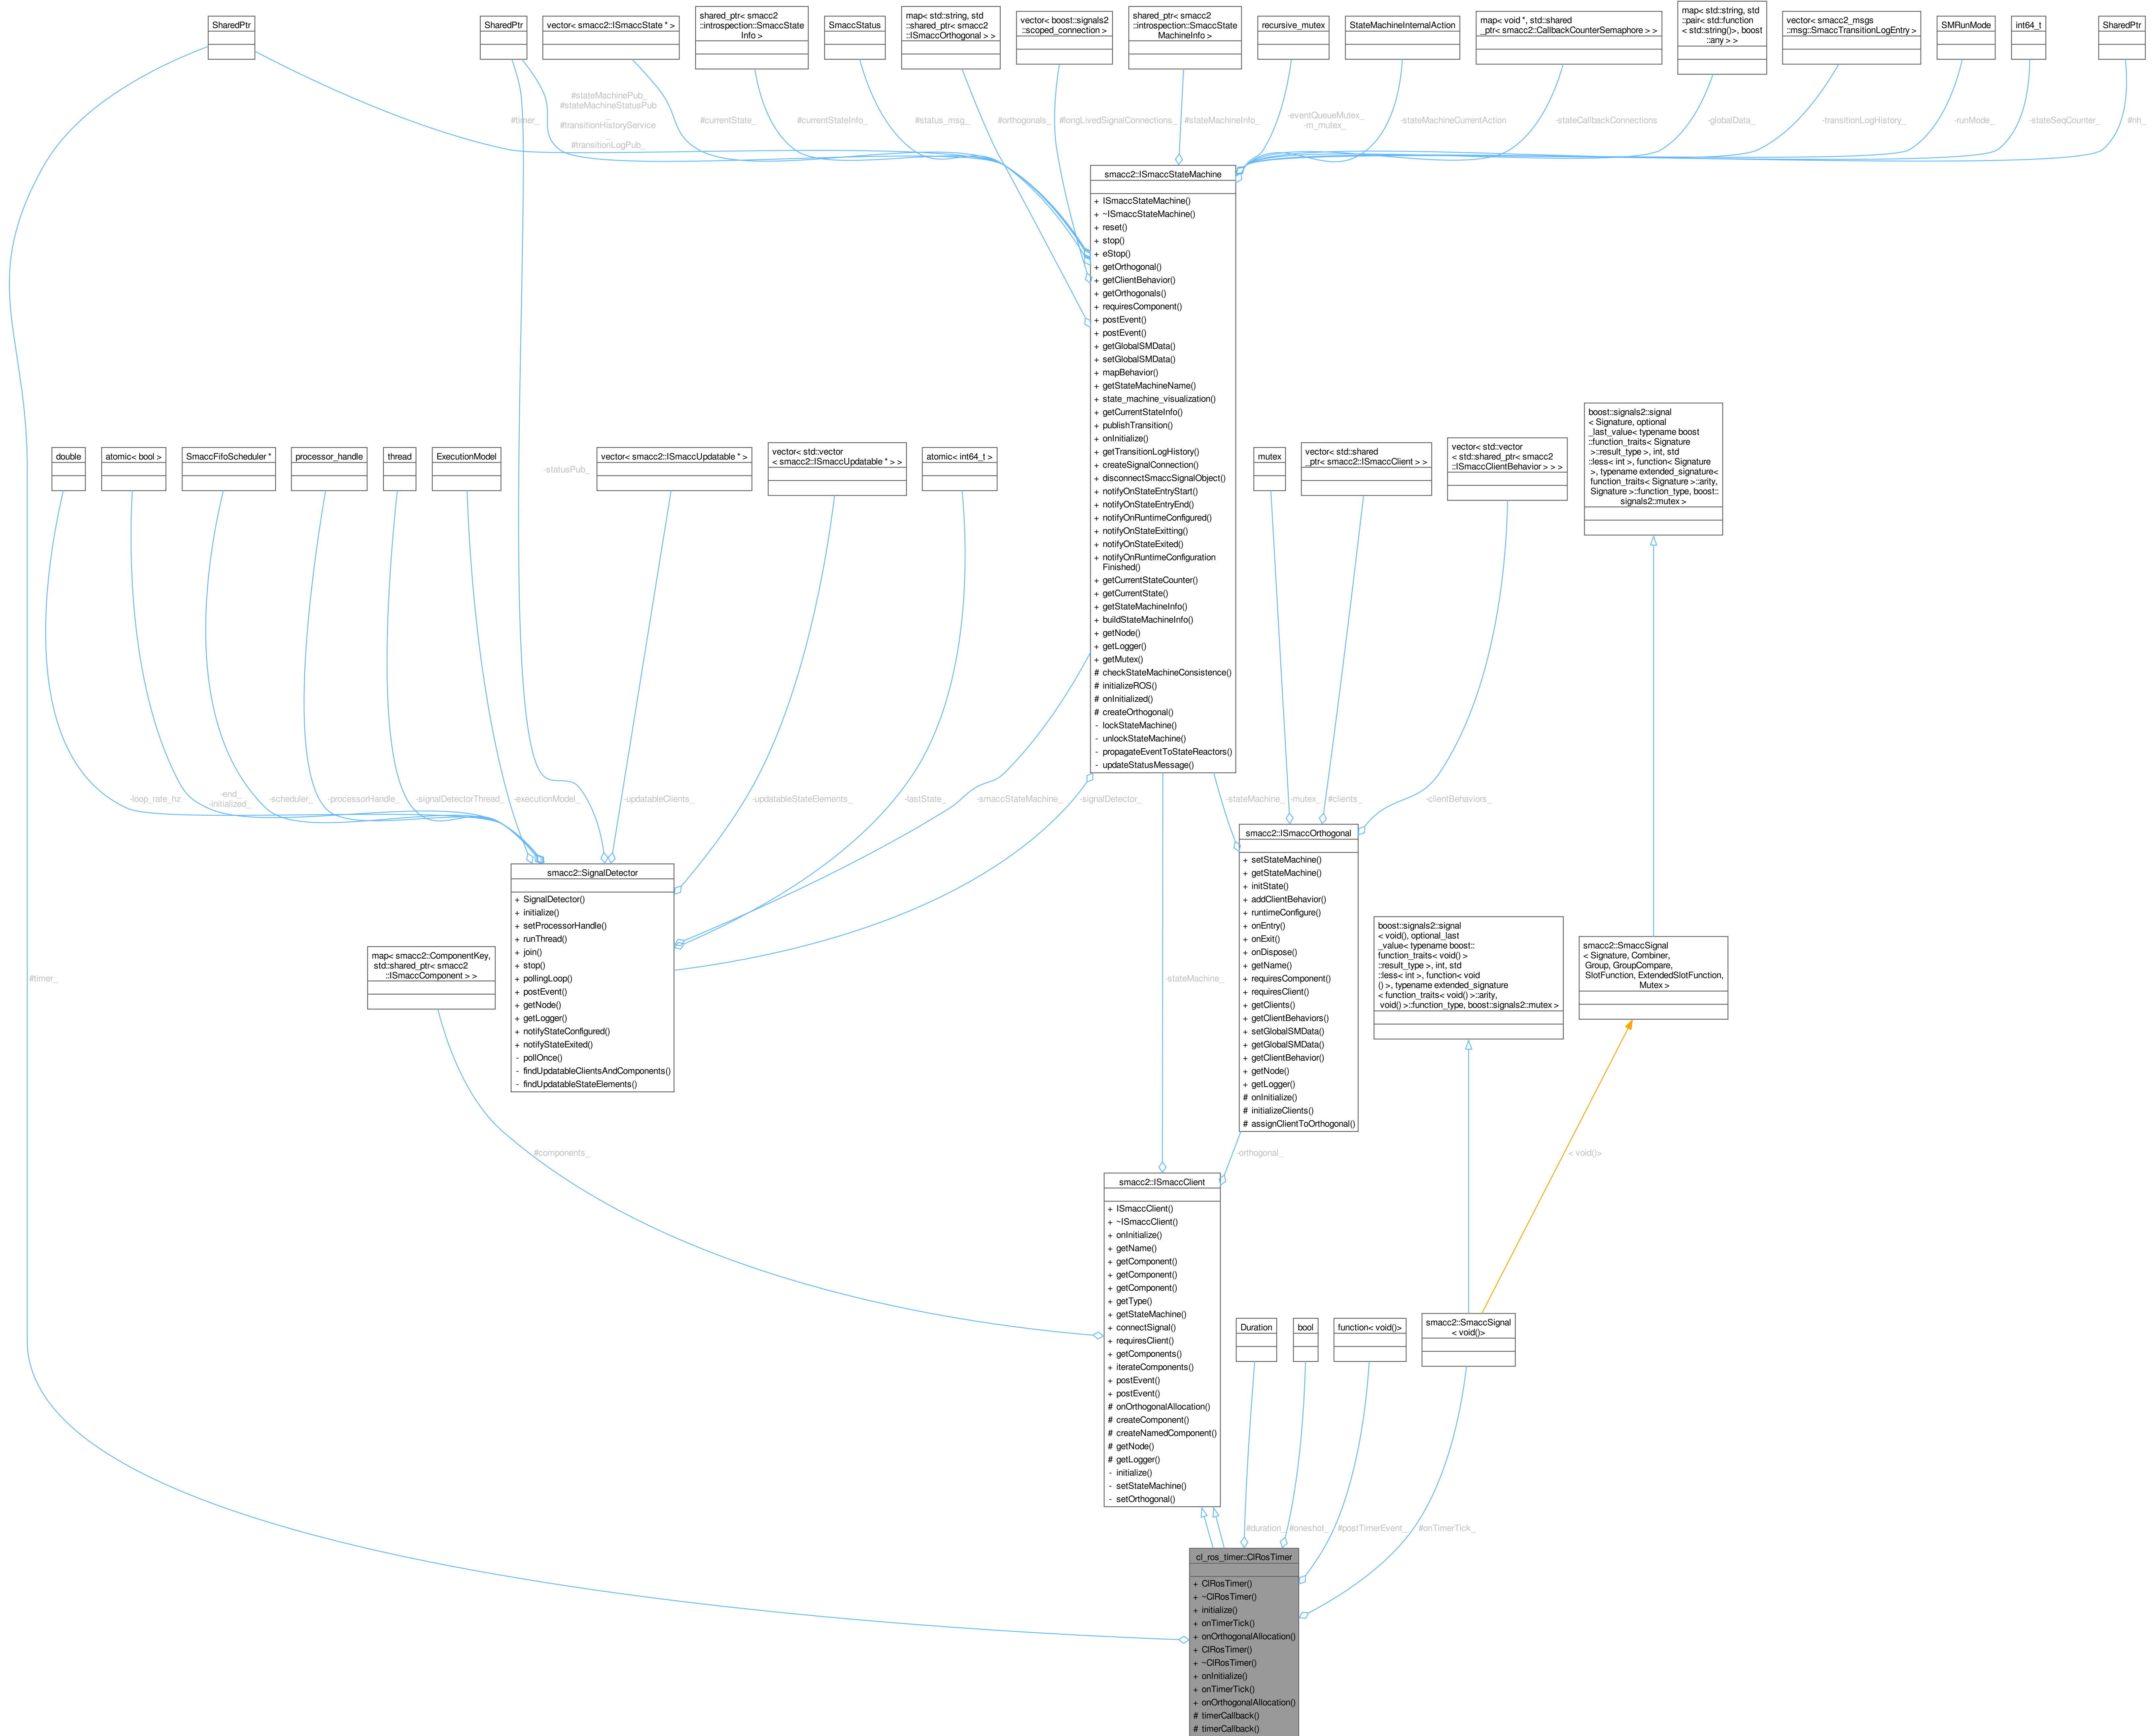 SharedPtr
SharedPtr
vector< smacc2::ISmaccState * >
shared_ptr< smacc2
::introspection::SmaccState
Info >
SmaccStatus
map< std::string, std
::shared_ptr< smacc2
::ISmaccOrthogonal > >
vector< boost::signals2
::scoped_connection >
shared_ptr< smacc2
::introspection::SmaccState
MachineInfo >
recursive_mutex
StateMachineInternalAction
map< void *, std::shared
_ptr< smacc2::CallbackCounterSemaphore > >
map< std::string, std
::pair< std::function
< std::string()>, boost
::any > >
vector< smacc2_msgs
::msg::SmaccTransitionLogEntry >
SMRunMode
int64_t
SharedPtr
#stateMachinePub_
#stateMachineStatusPub
_
#transitionHistoryService
_
#transitionLogPub_
#timer_
#currentState_
#currentStateInfo_
#status_msg_
#orthogonals_
#longLivedSignalConnections_
#stateMachineInfo_
-eventQueueMutex_
-m_mutex_
-stateMachineCurrentAction
-stateCallbackConnections
-globalData_
-transitionLogHistory_
-runMode_
-stateSeqCounter_
#nh_
smacc2::ISmaccStateMachine
+ ISmaccStateMachine()
+ ~ISmaccStateMachine()
+ reset()
+ stop()
+ eStop()
+ getOrthogonal()
+ getClientBehavior()
+ getOrthogonals()
+ requiresComponent()
+ postEvent()
+ postEvent()
+ getGlobalSMData()
+ setGlobalSMData()
+ mapBehavior()
+ getStateMachineName()
+ state_machine_visualization()
+ getCurrentStateInfo()
+ publishTransition()
+ onInitialize()
+ getTransitionLogHistory()
+ createSignalConnection()
+ disconnectSmaccSignalObject()
+ notifyOnStateEntryStart()
+ notifyOnStateEntryEnd()
+ notifyOnRuntimeConfigured()
+ notifyOnStateExitting()
+ notifyOnStateExited()
+ notifyOnRuntimeConfiguration
Finished()
+ getCurrentStateCounter()
+ getCurrentState()
+ getStateMachineInfo()
+ buildStateMachineInfo()
+ getNode()
+ getLogger()
+ getMutex()
# checkStateMachineConsistence()
# initializeROS()
# onInitialized()
# createOrthogonal()
- lockStateMachine()
- unlockStateMachine()
- propagateEventToStateReactors()
- updateStatusMessage()
double
atomic< bool >
SmaccFifoScheduler *
processor_handle
thread
ExecutionModel
-statusPub_
vector< smacc2::ISmaccUpdatable * >
vector< std::vector
< smacc2::ISmaccUpdatable * > >
atomic< int64_t >
mutex
vector< std::shared
_ptr< smacc2::ISmaccClient > >
vector< std::vector
< std::shared_ptr< smacc2
::ISmaccClientBehavior > > >
boost::signals2::signal
< Signature, optional
_last_value< typename boost
::function_traits< Signature
>::result_type >, int, std
::less< int >, function< Signature
>, typename extended_signature<
function_traits< Signature >::arity,
Signature >::function_type, boost::
signals2::mutex >
-loop_rate_hz
-end_
-initialized_
-scheduler_
-processorHandle_
-signalDetectorThread_
-executionModel_
-updatableClients_
-updatableStateElements_
-lastState_
-smaccStateMachine_
-signalDetector_
-stateMachine_
-mutex_
#clients_
-clientBehaviors_
smacc2::SignalDetector
+ SignalDetector()
+ initialize()
+ setProcessorHandle()
+ runThread()
+ join()
+ stop()
+ pollingLoop()
+ postEvent()
+ getNode()
+ getLogger()
+ notifyStateConfigured()
+ notifyStateExited()
- pollOnce()
- findUpdatableClientsAndComponents()
- findUpdatableStateElements()
smacc2::ISmaccOrthogonal
+ setStateMachine()
+ getStateMachine()
+ initState()
+ addClientBehavior()
+ runtimeConfigure()
+ onEntry()
+ onExit()
+ onDispose()
+ getName()
+ requiresComponent()
+ requiresClient()
+ getClients()
+ getClientBehaviors()
+ setGlobalSMData()
+ getGlobalSMData()
+ getClientBehavior()
+ getNode()
+ getLogger()
# onInitialize()
# initializeClients()
# assignClientToOrthogonal()
boost::signals2::signal
< void(), optional_last
_value< typename boost::
function_traits< void() >
::result_type >, int, std
::less< int >, function< void
() >, typename extended_signature
< function_traits< void() >::arity,
void() >::function_type, boost::signals2::mutex >
smacc2::SmaccSignal
< Signature, Combiner,
Group, GroupCompare,
SlotFunction, ExtendedSlotFunction,
Mutex >
map< smacc2::ComponentKey,
std::shared_ptr< smacc2
::ISmaccComponent > >
#timer_
-stateMachine_
#components_
-orthogonal_
< void()>
smacc2::ISmaccClient
+ ISmaccClient()
+ ~ISmaccClient()
+ onInitialize()
+ getName()
+ getComponent()
+ getComponent()
+ getComponent()
+ getType()
+ getStateMachine()
+ connectSignal()
+ requiresClient()
+ getComponents()
+ iterateComponents()
+ postEvent()
+ postEvent()
# onOrthogonalAllocation()
# createComponent()
# createNamedComponent()
# getNode()
# getLogger()
- initialize()
- setStateMachine()
- setOrthogonal()
Duration
bool
function< void()>
smacc2::SmaccSignal
< void()>
#duration_
#oneshot_
#postTimerEvent_
#onTimerTick_
cl_ros_timer::ClRosTimer
+ ClRosTimer()
+ ~ClRosTimer()
+ initialize()
+ onTimerTick()
+ onOrthogonalAllocation()
+ ClRosTimer()
+ ~ClRosTimer()
+ onInitialize()
+ onTimerTick()
+ onOrthogonalAllocation()
# timerCallback()
# timerCallback()